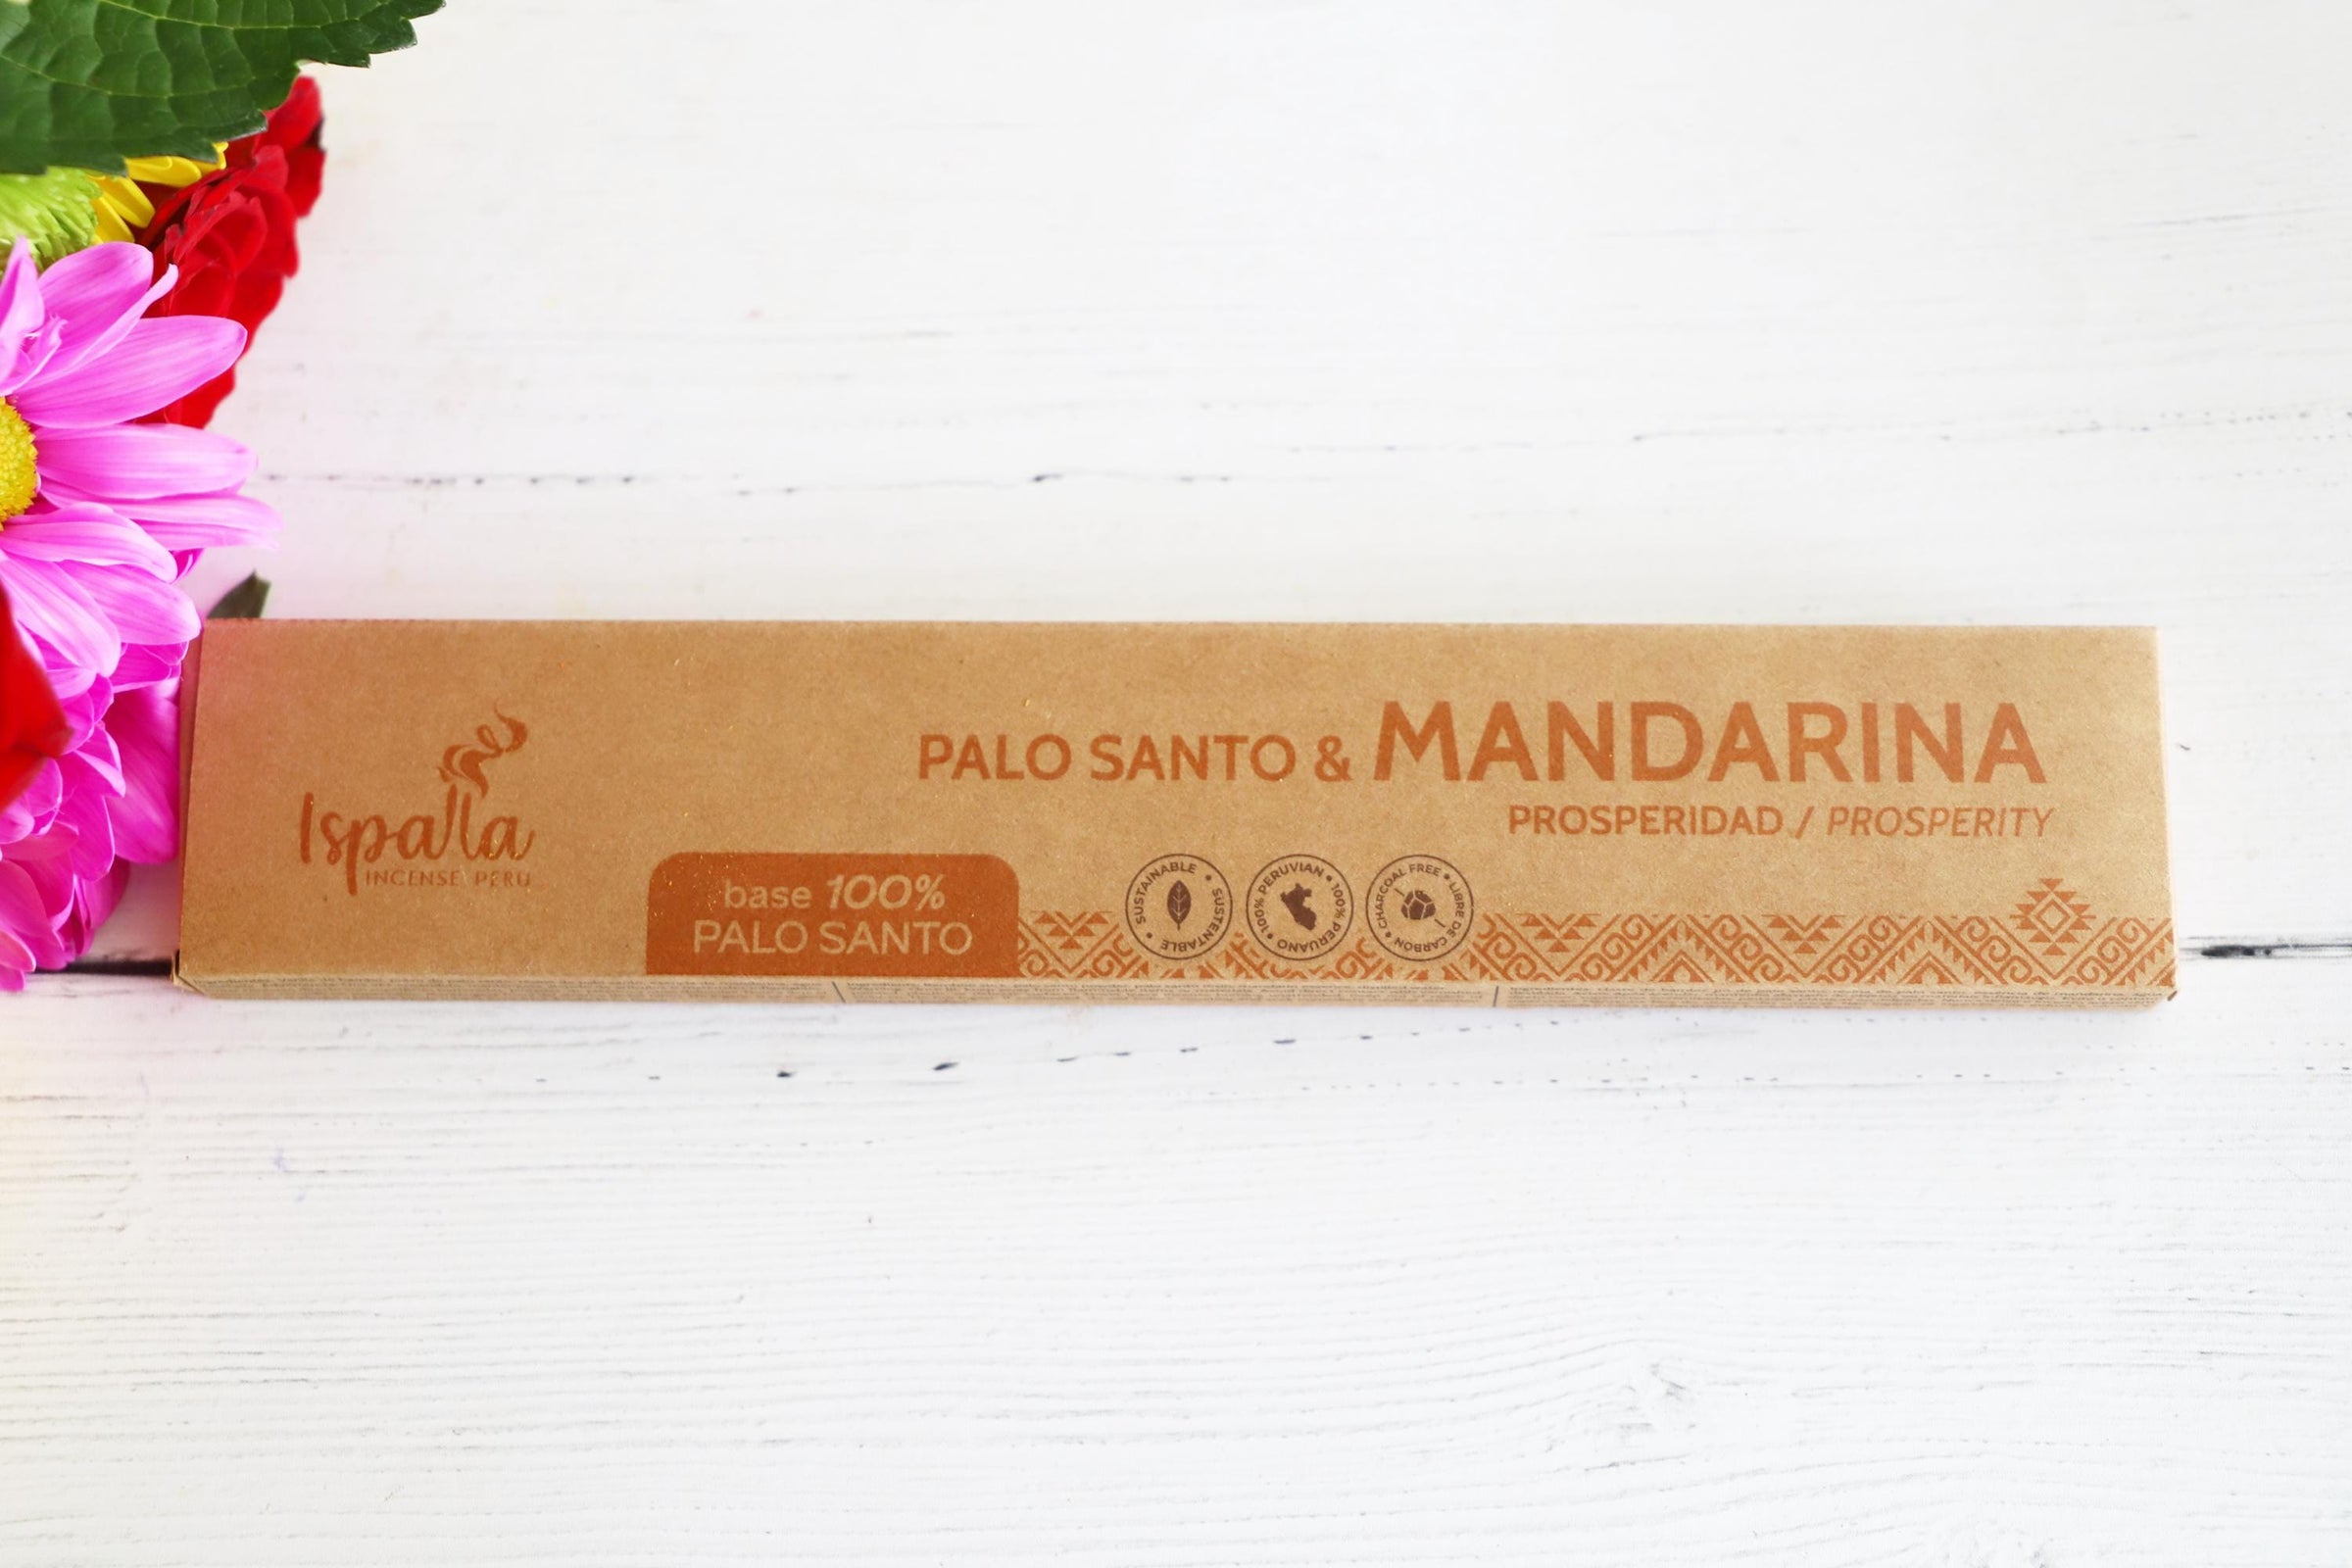 Ispalla
INCENSE PERU
PALO SANTO & MANDARINA
PROSPERIDAD / PROSPERITY
base 100%
PALO SANTO
SUSTAINABLE • SUSTENTABLE •
100% PERUVIAN • 100% PERUANO •
CHARCOAL FREE • LIBRE DE CARBON •